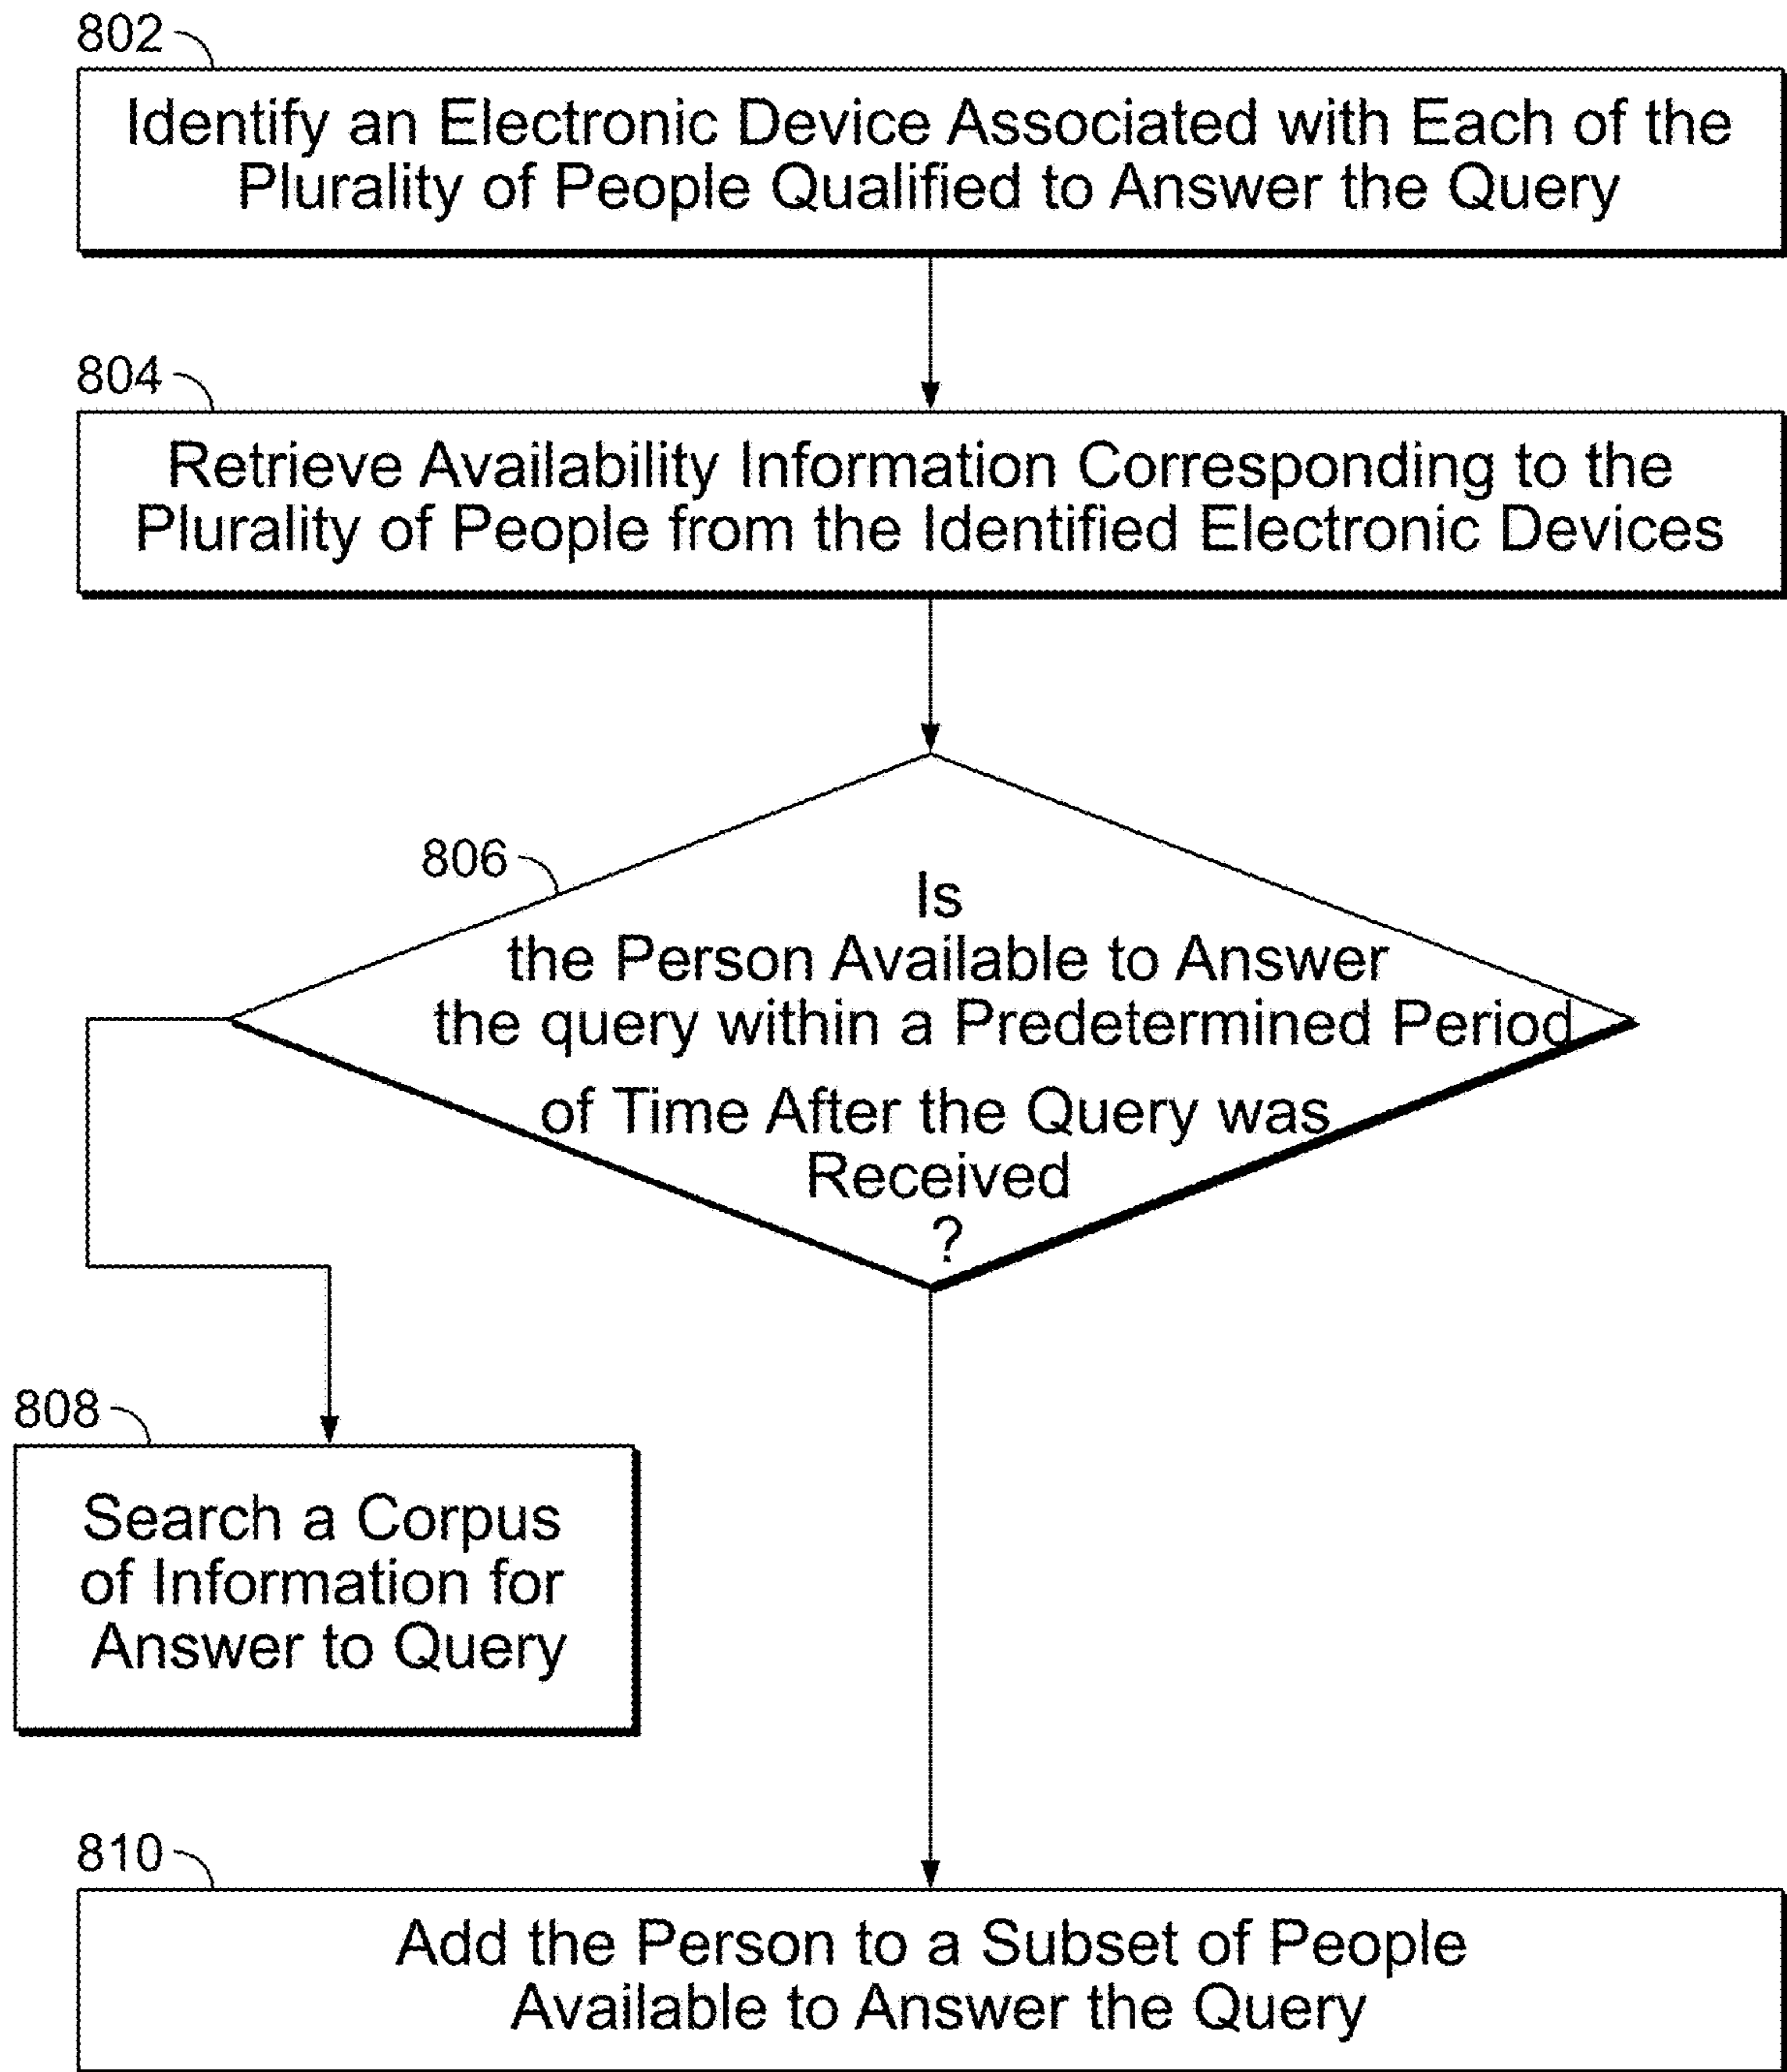 802
Identify an Electronic Device Associated with Each of the
Plurality of People Qualified to Answer the Query
804
Retrieve Availability Information Corresponding to the
Plurality of People from the Identified Electronic Devices
806
Is
the Person Available to Answer
the query within a Predetermined Period
of Time After the Query was
Received
?
808
Search a Corpus
of Information for
Answer to Query
810
Add the Person to a Subset of People
Available to Answer the Query